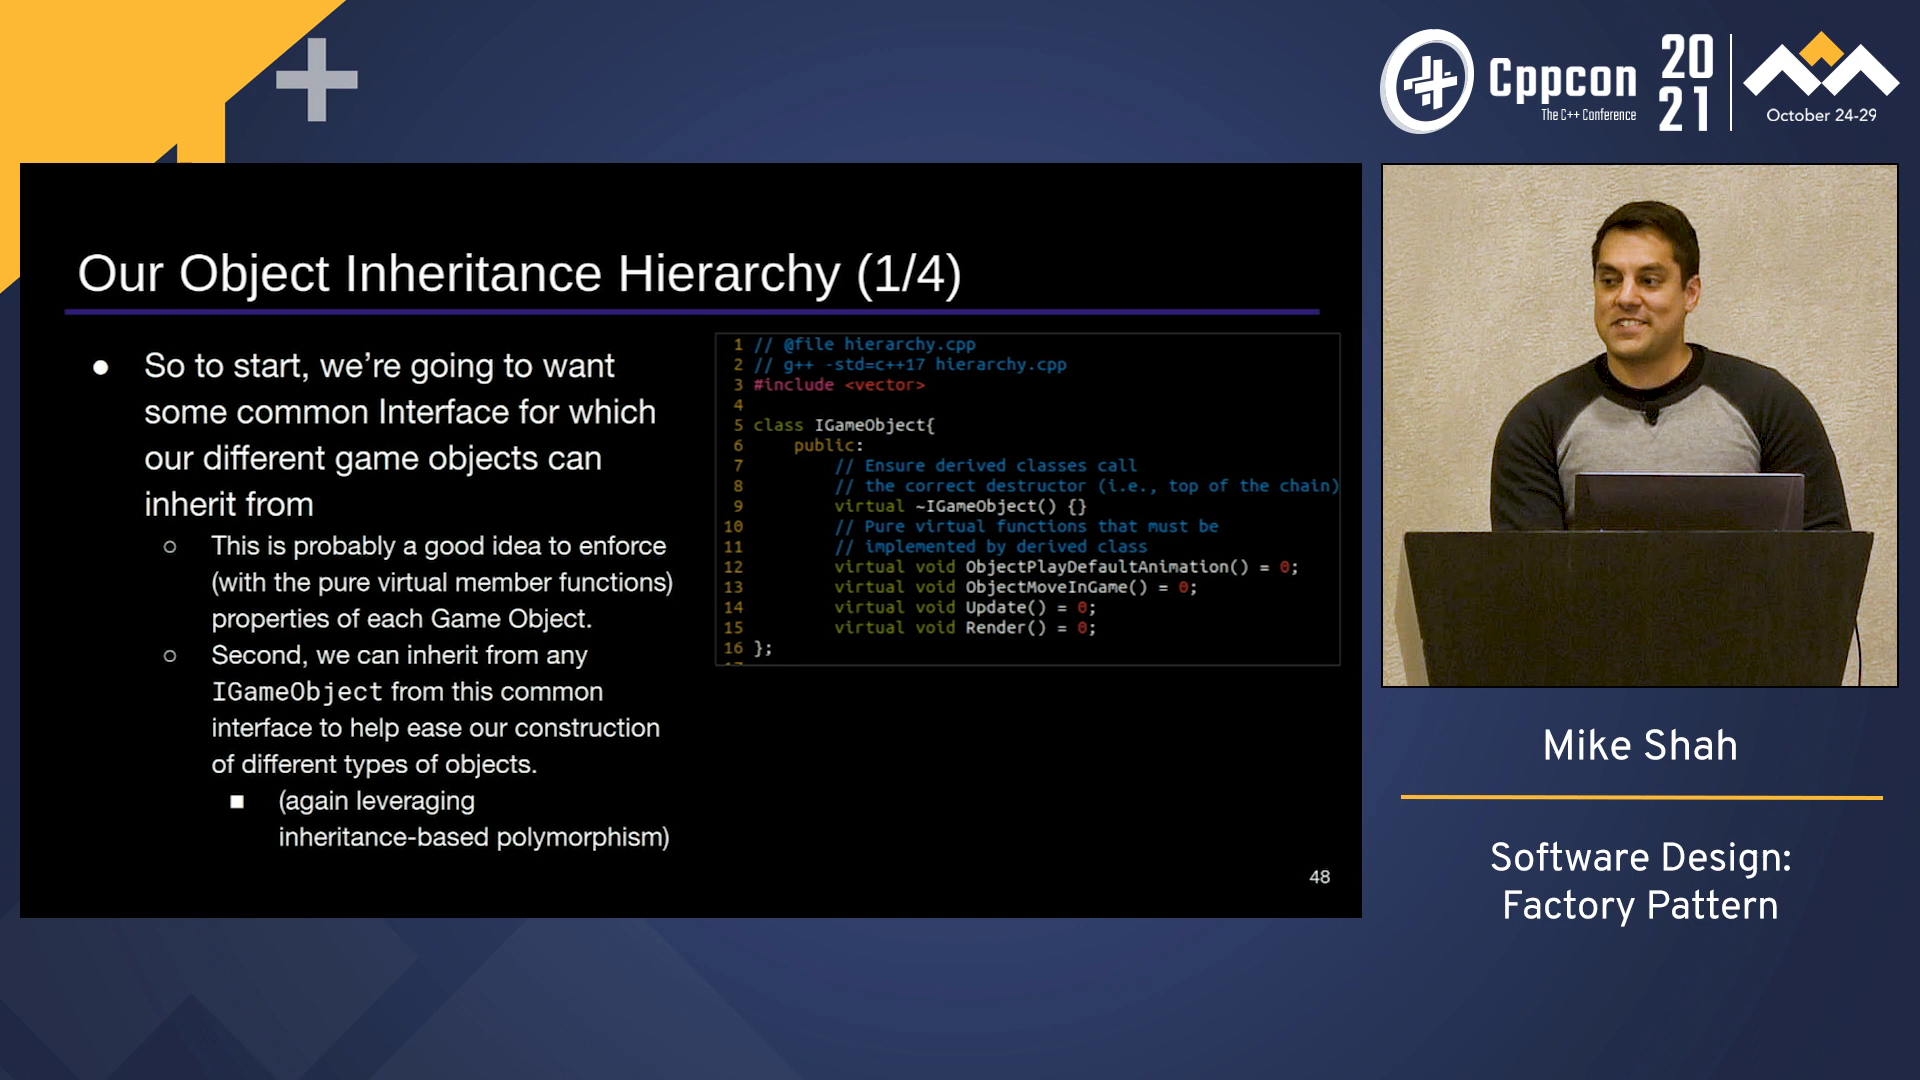 Cppcon
The C++ Conference
20
21
October 24-29
Our Object Inheritance Hierarchy (1/4)
● So to start, we’re going to want
some common Interface for which
our different game objects can
inherit from
○ This is probably a good idea to enforce
(with the pure virtual member functions)
properties of each Game Object.
○ Second, we can inherit from any
IGameObject from this common
interface to help ease our construction
of different types of objects.
■ (again leveraging
inheritance-based polymorphism)
1 // @file hierarchy.cpp
2 // g++ -std=c++17 hierarchy.cpp
3 #include <vector>
4
5 class IGameObject{
6     public:
7         // Ensure derived classes call
8         // the correct destructor (i.e., top of the chain)
9         virtual ~IGameObject() {}
10         // Pure virtual functions that must be
11         // implemented by derived class
12         virtual void ObjectPlayDefaultAnimation() = 0;
13         virtual void ObjectMoveInGame() = 0;
14         virtual void Update() = 0;
15         virtual void Render() = 0;
16 };
48
Mike Shah
Software Design:
Factory Pattern